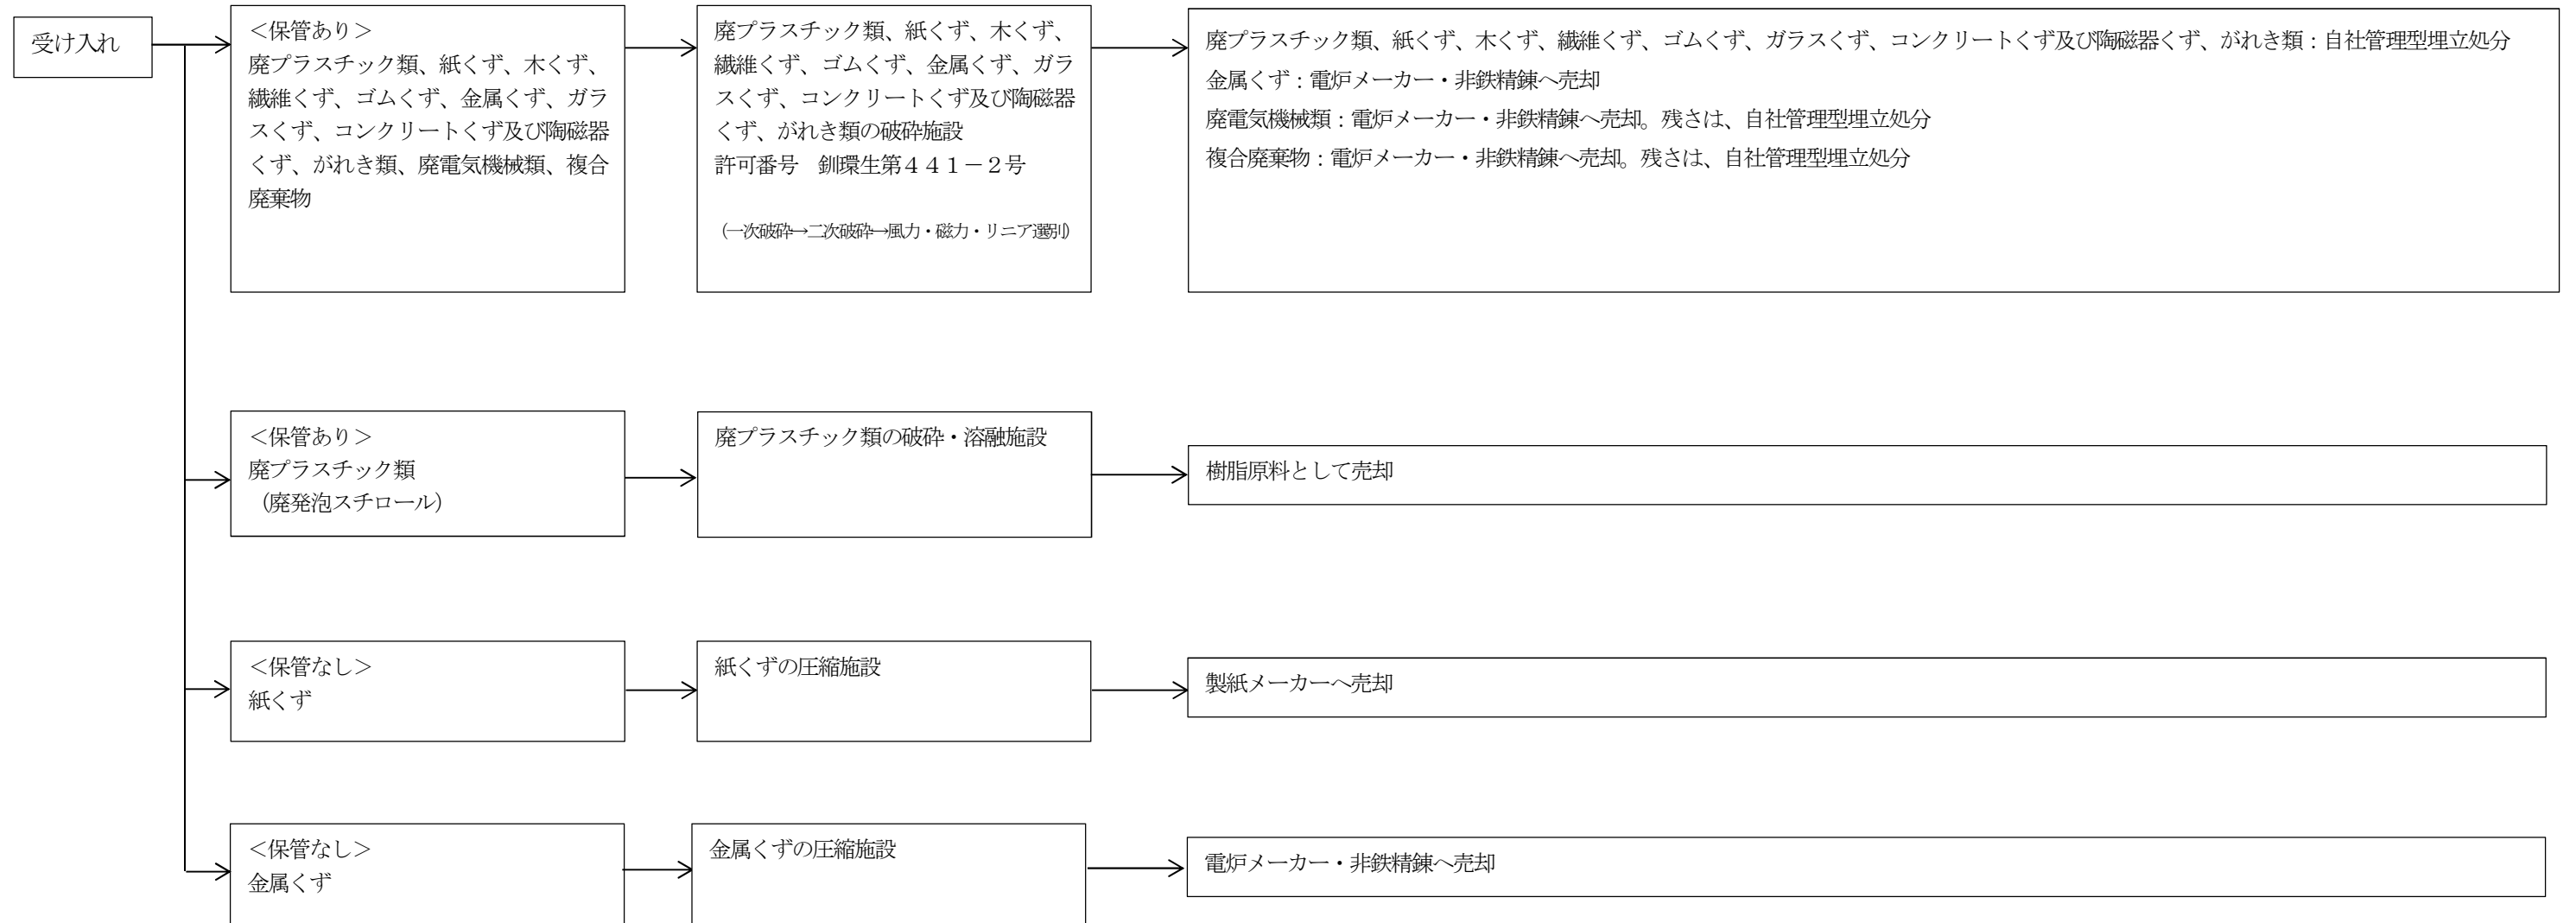 受け入れ
＜保管あり＞
廃プラスチック類、紙くず、木くず、
繊維くず、ゴムくず、金属くず、ガラ
スくず、コンクリートくず及び陶磁器
くず、がれき類、廃電気機械類、複合
廃棄物
廃プラスチック類、紙くず、木くず、
繊維くず、ゴムくず、金属くず、ガラ
スくず、コンクリートくず及び陶磁器
くず、がれき類の破砕施設
許可番号　釧環生第４４１－２号
（一次破砕→二次破砕→風力・磁力・リニア選別）
廃プラスチック類、紙くず、木くず、繊維くず、ゴムくず、ガラスくず、コンクリートくず及び陶磁器くず、がれき類：自社管理型埋立処分
金属くず：電炉メーカー・非鉄精錬へ売却
廃電気機械類：電炉メーカー・非鉄精錬へ売却。残さは、自社管理型埋立処分
複合廃棄物：電炉メーカー・非鉄精錬へ売却。残さは、自社管理型埋立処分
＜保管あり＞
廃プラスチック類
（廃発泡スチロール）
廃プラスチック類の破砕・溶融施設
樹脂原料として売却
＜保管なし＞
紙くず
紙くずの圧縮施設
製紙メーカーへ売却
＜保管なし＞
金属くず
金属くずの圧縮施設
電炉メーカー・非鉄精錬へ売却